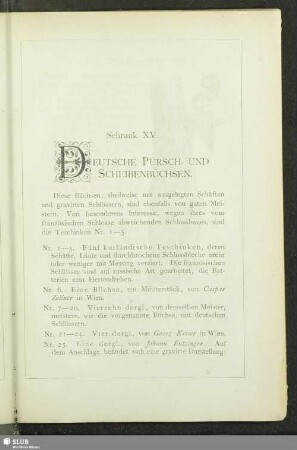 Schrank XV.
DEUTSCHE PÜRSCH- UND
SCHEIBENBÜCHSEN.
Diese Büchsen, theilweise mit eingelegten Schäften
und gravirten Schlössern, sind ebenfalls von guten Mei-
stern. Von besonderem Interesse, wegen ihres vom
französischen Schlosse abweichenden Schlossbaues, sind
die Teschinken Nr. 1—5.
Nr. 1—5. Fünf kurländische Teschinken, deren
Schäfte, Läufe und durchbrochene Schlossbleche mehr
oder weniger mit Messing verziert. Die französischen
Schlösser sind auf russische Art gearbeitet, die Bat-
terien zum
Nr. 6. Eine Büchse, ein Meisterstück, von Caspar
Zellner in Wien.
Nr. 7—20. Vierzehn dergl., von demselben Meister,
meistens, wie die vorgenannte Büchse, mit deutschen
Schlössern.
Nr. 21—24. Vier dergl., von Georg Keiser in Wien.
Nr. 25. Eine dergl., von Johann Eutzinger. Auf
dem Anschlage befindet sich eine gravirte Darstellung: